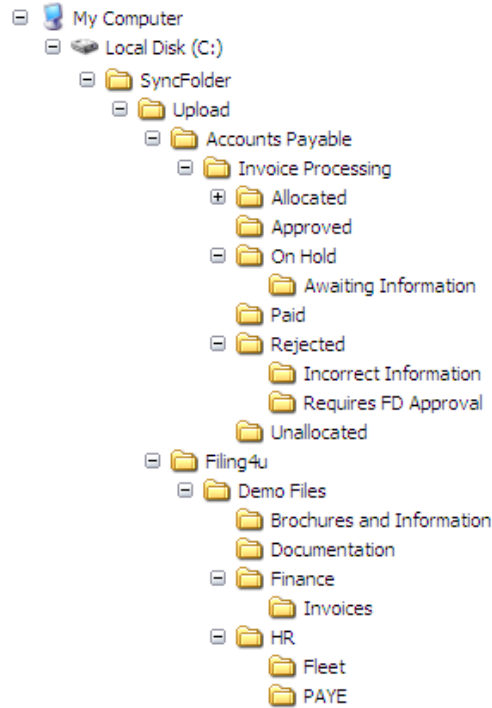 My Computer
Local Disk (C:)
SyncFolder
Upload
Accounts Payable
Invoice Processing
Allocated
Approved
On Hold
Awaiting Information
Paid
Rejected
Incorrect Information
Requires FD Approval
Unallocated
Filing4u
Demo Files
Brochures and Information
Documentation
Finance
Invoices
HR
Fleet
PAYE